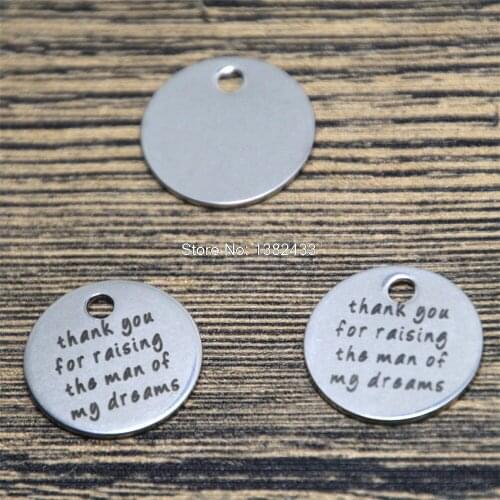 Store No: 1382433
thank you
for raising
the man of
my dreams
thank you
for raising
the man of
my dreams